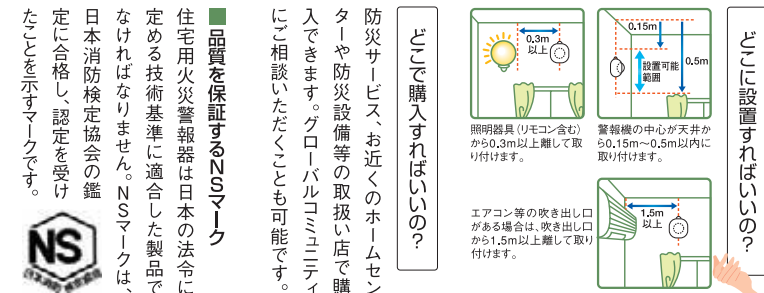 どこに設置すればいいの?
0.15m
設置可能
範囲
0.5m
警報機の中心が天井か
ら0.15m〜0.5m以内に
取り付けます。
0.3m
以上
照明器具(リモコン含む)
から0.3m以上離して取
り付けます。
1.5m
以上
エアコン等の吹き出し口
がある場合は、吹き出し口
から1.5m以上離して取り
付けます。
どこで購入すればいいの?
防災サービス、お近くのホームセン
ターや防災設備等の取扱い店で購
入できます。グローバルコミュニティ
にご相談いただくことも可能です。
■品質を保証するNSマーク
住宅用火災警報器は日本の法令に
定める技術基準に適合した製品で
なければなりません。NSマークは、
日本消防検定協会の鑑
定に合格し、認定を受け
たことを示すマークです。
NS